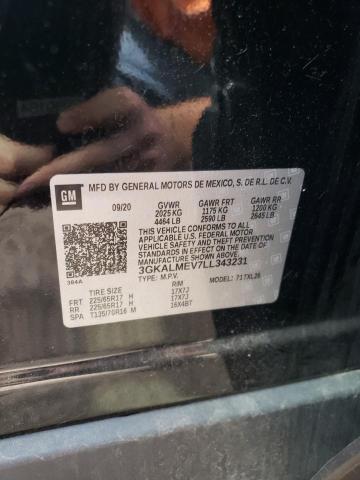 GM
MFD BY GENERAL MOTORS DE MEXICO, S. DE R.L. DE C.V.
09/20 GVWR GAWR FRT GAWR RR
2025 KG 1175 KG 1200 KG
4464 LB 2590 LB 2645 LB
THIS VEHICLE CONFORMS TO ALL
APPLICABLE U.S. FEDERAL MOTOR
VEHICLE SAFETY AND THEFT
PREVENTION STANDARDS IN
EFFECT ON THE DATE OF
MANUFACTURE SHOWN ABOVE.
384A
3GKALMEV7LL343231
TYPE: M.P.V. 717XL26
TIRE SIZE RIM
FRT 225/65R17 H 17X7J
RR 225/65R17 H 17X7J
SPA T135/70R16 M 16X4BT